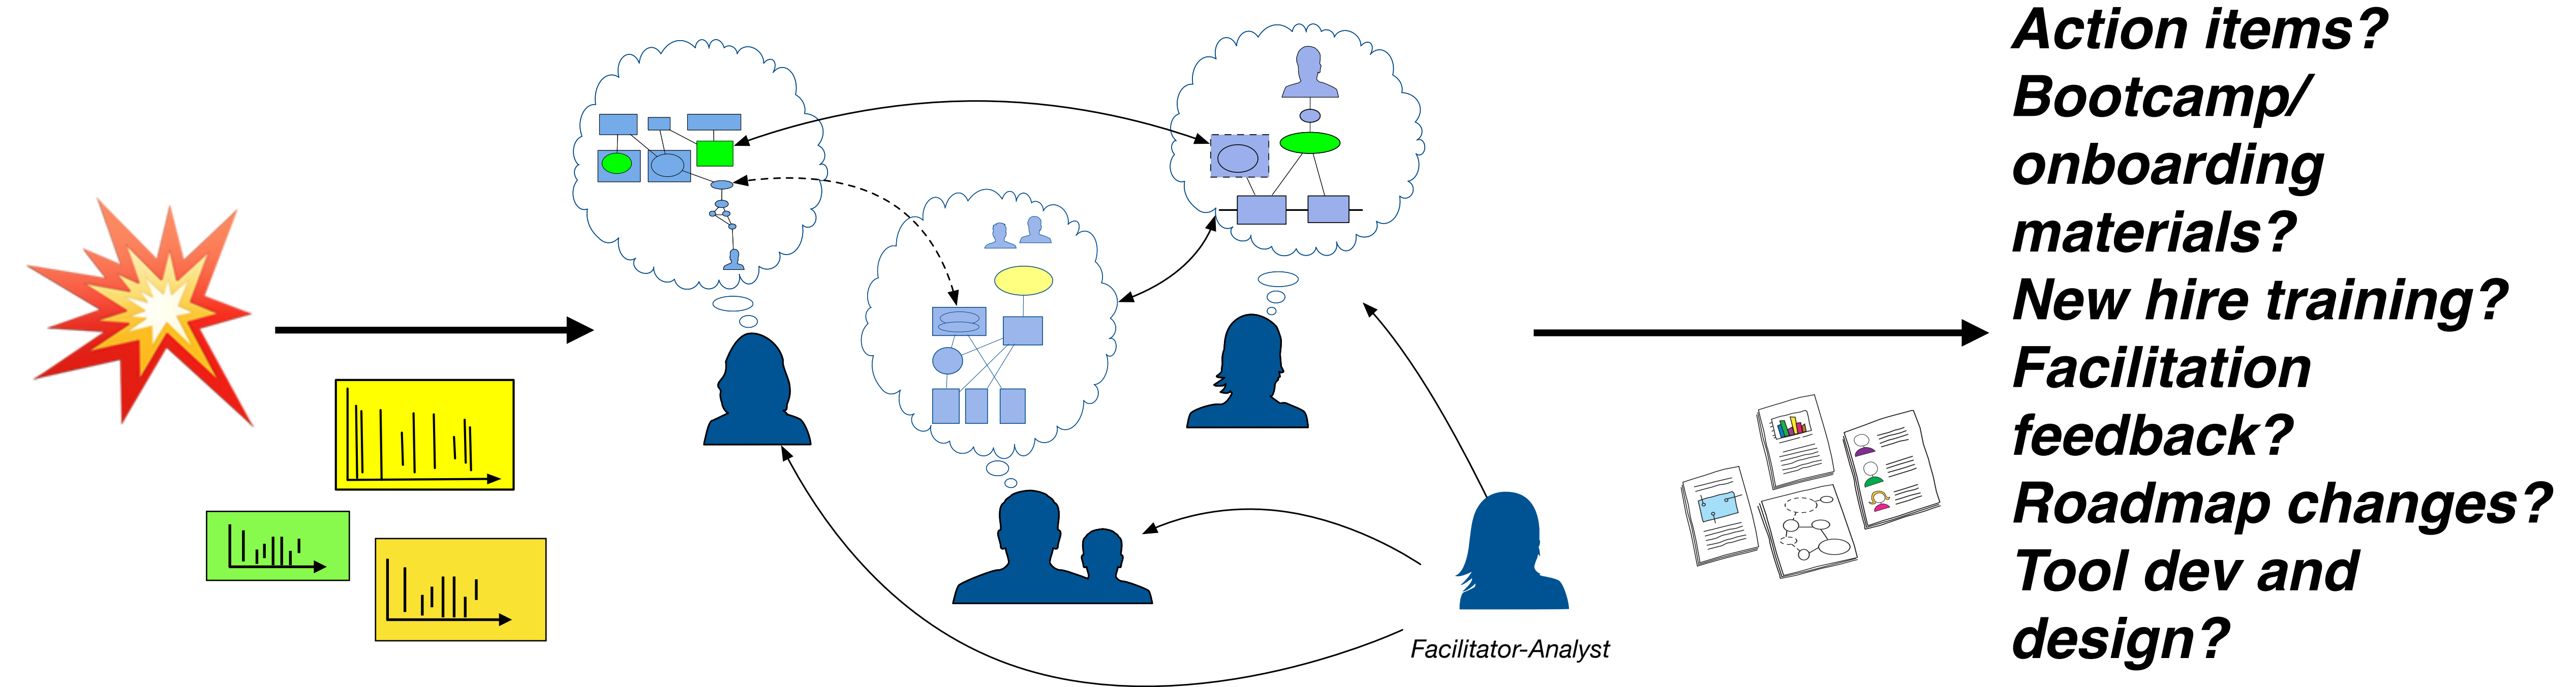 Action items?
Bootcamp/
onboarding
materials?
New hire training?
Facilitation
feedback?
Roadmap changes?
Tool dev and
design?
Facilitator-Analyst